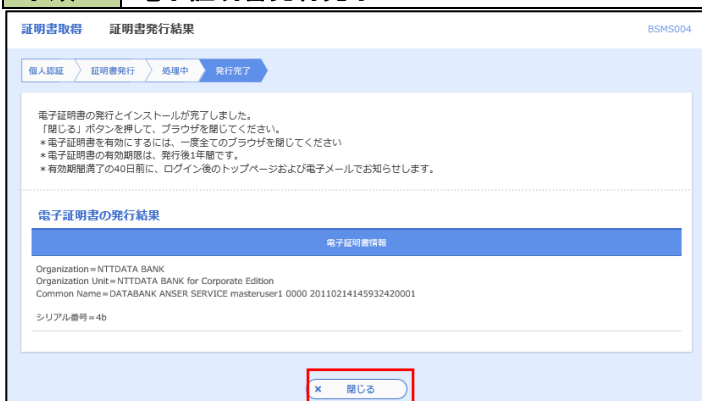 証明書取得 証明書発行結果 BSMS004
個人認証 証明書発行 処理中 発行完了
電子証明書の発行とインストールが完了しました。
「閉じる」ボタンを押して、ブラウザを閉じてください。
*電子証明書を有効にするには、一度全てのブラウザを閉じてください
*電子証明書の有効期限は、発行後1年間です。
*有効期間満了の40日前に、ログイン後のトップページおよび電子メールでお知らせします。
電子証明書の発行結果
電子証明書情報
Organization=NTTDATA BANK
Organization Unit=NTTDATA BANK for Corporate Edition
Common Name=DATABANK ANSER SERVICE masteruser1 0000 20110214145932420001
シリアル番号=4b
× 閉じる